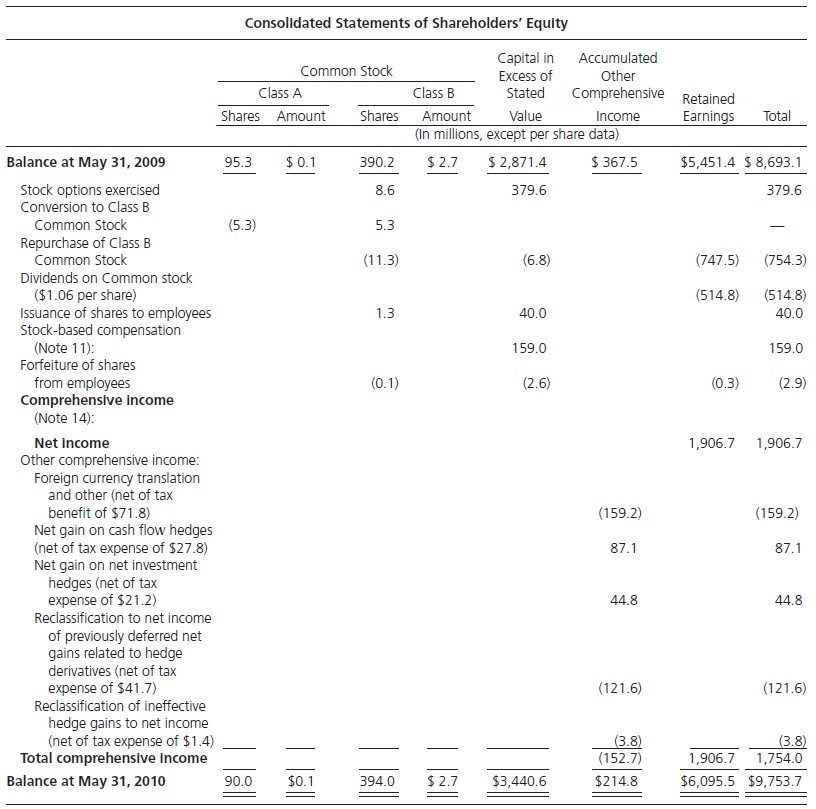 Consolidated Statements of Shareholders' Equity
Capital in Accumulated
Common Stock Excess of Other
Class A Class B Stated Comprehensive Retained
Shares Amount Shares Amount Value Income Earnings Total
(In millions, except per share data)
Balance at May 31, 2009 95.3 $ 0.1 390.2 $ 2.7 $ 2,871.4 $ 367.5 $5,451.4 $ 8,693.1
Stock options exercised 8.6 379.6 379.6
Conversion to Class B
Common Stock (5.3) 5.3 —
Repurchase of Class B
Common Stock (11.3) (6.8) (747.5) (754.3)
Dividends on Common stock
($1.06 per share) (514.8) (514.8)
Issuance of shares to employees 1.3 40.0 40.0
Stock-based compensation
(Note 11): 159.0 159.0
Forfeiture of shares
from employees (0.1) (2.6) (0.3) (2.9)
Comprehensive Income
(Note 14):
Net Income 1,906.7 1,906.7
Other comprehensive income:
Foreign currency translation
and other (net of tax
benefit of $71.8) (159.2) (159.2)
Net gain on cash flow hedges
(net of tax expense of $27.8) 87.1 87.1
Net gain on net investment
hedges (net of tax
expense of $21.2) 44.8 44.8
Reclassification to net income
of previously deferred net
gains related to hedge
derivatives (net of tax
expense of $41.7) (121.6) (121.6)
Reclassification of ineffective
hedge gains to net income
(net of tax expense of $1.4) (3.8) (3.8)
Total comprehensive Income (152.7) 1,906.7 1,754.0
Balance at May 31, 2010 90.0 $0.1 394.0 $ 2.7 $3,440.6 $214.8 $6,095.5 $9,753.7